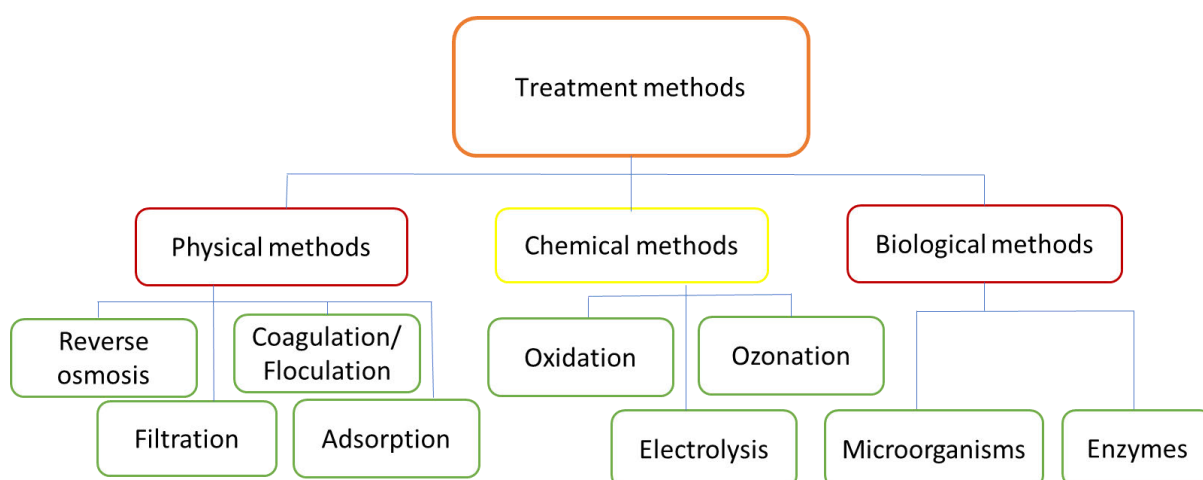 Treatment methods
Physical methods
Chemical methods
Biological methods
Reverse
osmosis
Coagulation/
Floculation
Oxidation
Ozonation
Filtration
Adsorption
Electrolysis
Microorganisms
Enzymes